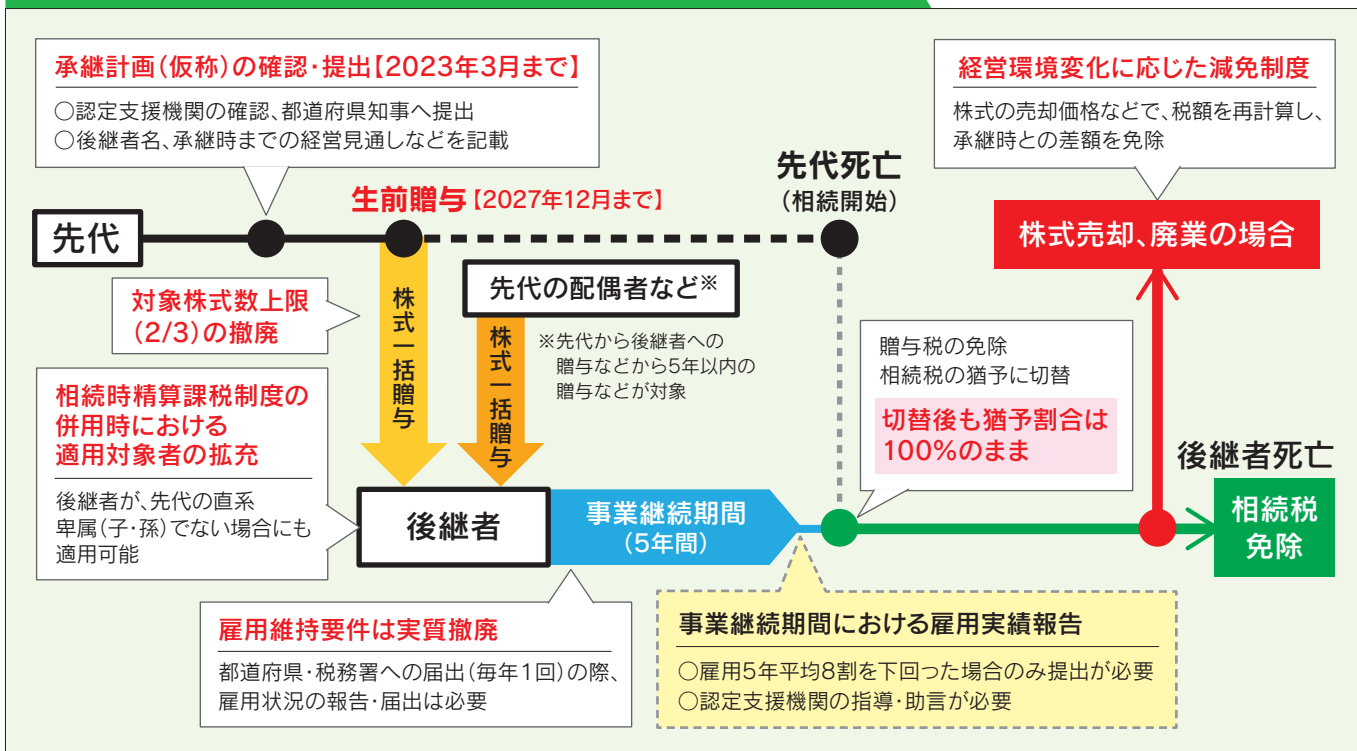 承継計画(仮称)の確認・提出【2023年3月まで】
○認定支援機関の確認、都道府県知事へ提出
○後継者名、承継時までの経営見通しなどを記載
経営環境変化に応じた減免制度
株式の売却価格などで、税額を再計算し、
承継時との差額を免除
先代死亡
(相続開始)
生前贈与【2027年12月まで】
先代
株式売却、廃業の場合
対象株式数上限
(2/3)の撤廃
株式一括贈与
先代の配偶者など※
株式一括贈与
※先代から後継者への
贈与などから5年以内の
贈与などが対象
贈与税の免除
相続税の猶予に切替
切替後も猶予割合は
100%のまま
相続時精算課税制度の
併用時における
適用対象者の拡充
後継者が、先代の直系
卑属(子・孫)でない場合にも
適用可能
後継者
事業継続期間
(5年間)
後継者死亡
相続税
免除
雇用維持要件は実質撤廃
都道府県・税務署への届出(毎年1回)の際、
雇用状況の報告・届出は必要
事業継続期間における雇用実績報告
○雇用5年平均8割を下回った場合のみ提出が必要
○認定支援機関の指導・助言が必要